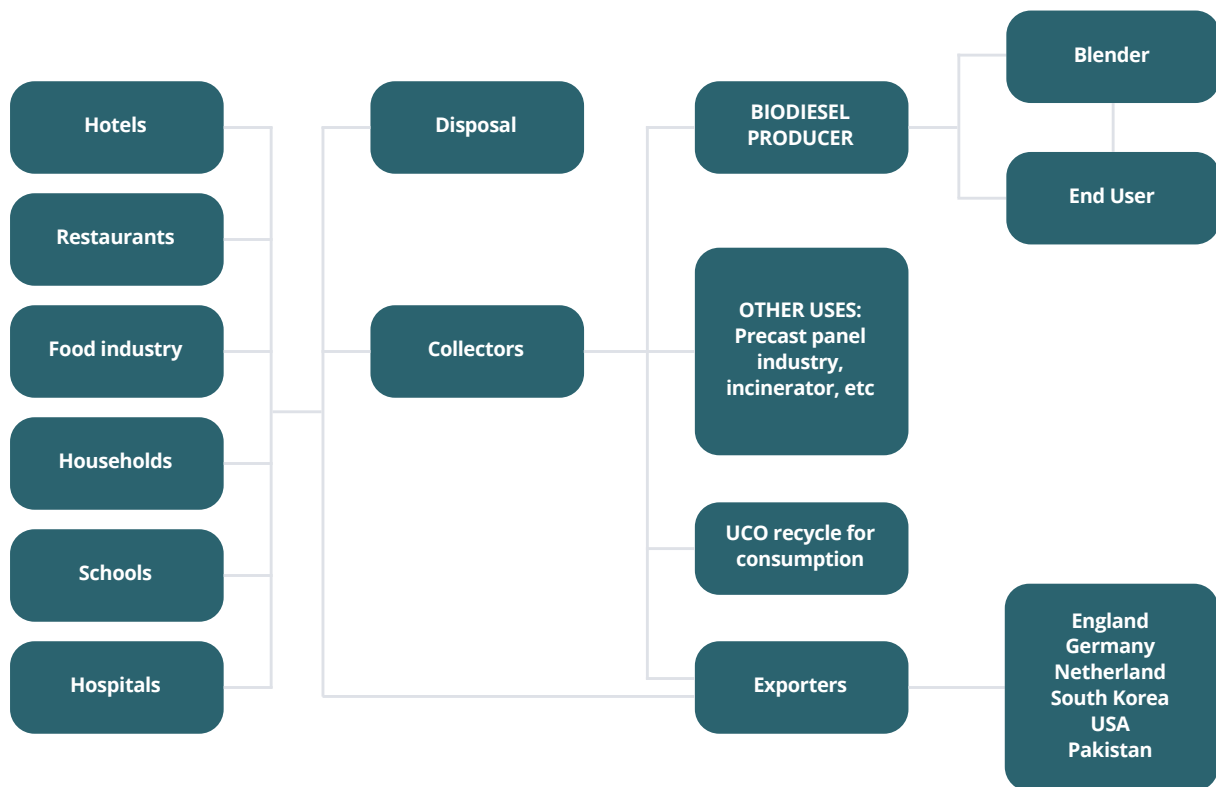 Hotels
Restaurants
Food industry
Households
Schools
Hospitals
Disposal
Collectors
BIODIESEL
PRODUCER
OTHER USES:
Precast panel
industry,
incinerator, etc
UCO recycle for
consumption
Exporters
Blender
End User
England
Germany
Netherland
South Korea
USA
Pakistan